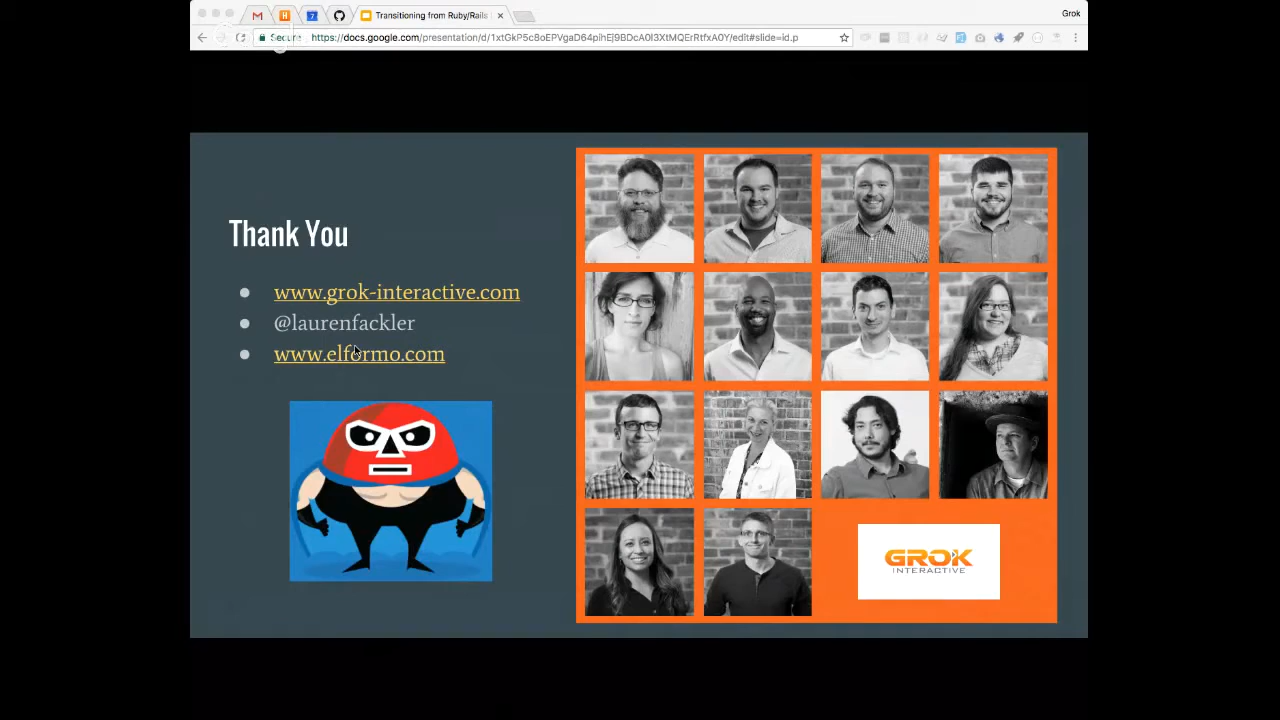 Transitioning from Ruby/Rails
Grok
Secure
https://docs.google.com/presentation/d/1xtGkP5c8oEPVgaD64pihEj9BDcA0I3XtMQErRtfxA0Y/edit#slide=id.p
Thank You
www.grok-interactive.com
@laurenfackler
www.elformo.com
GROK
INTERACTIVE